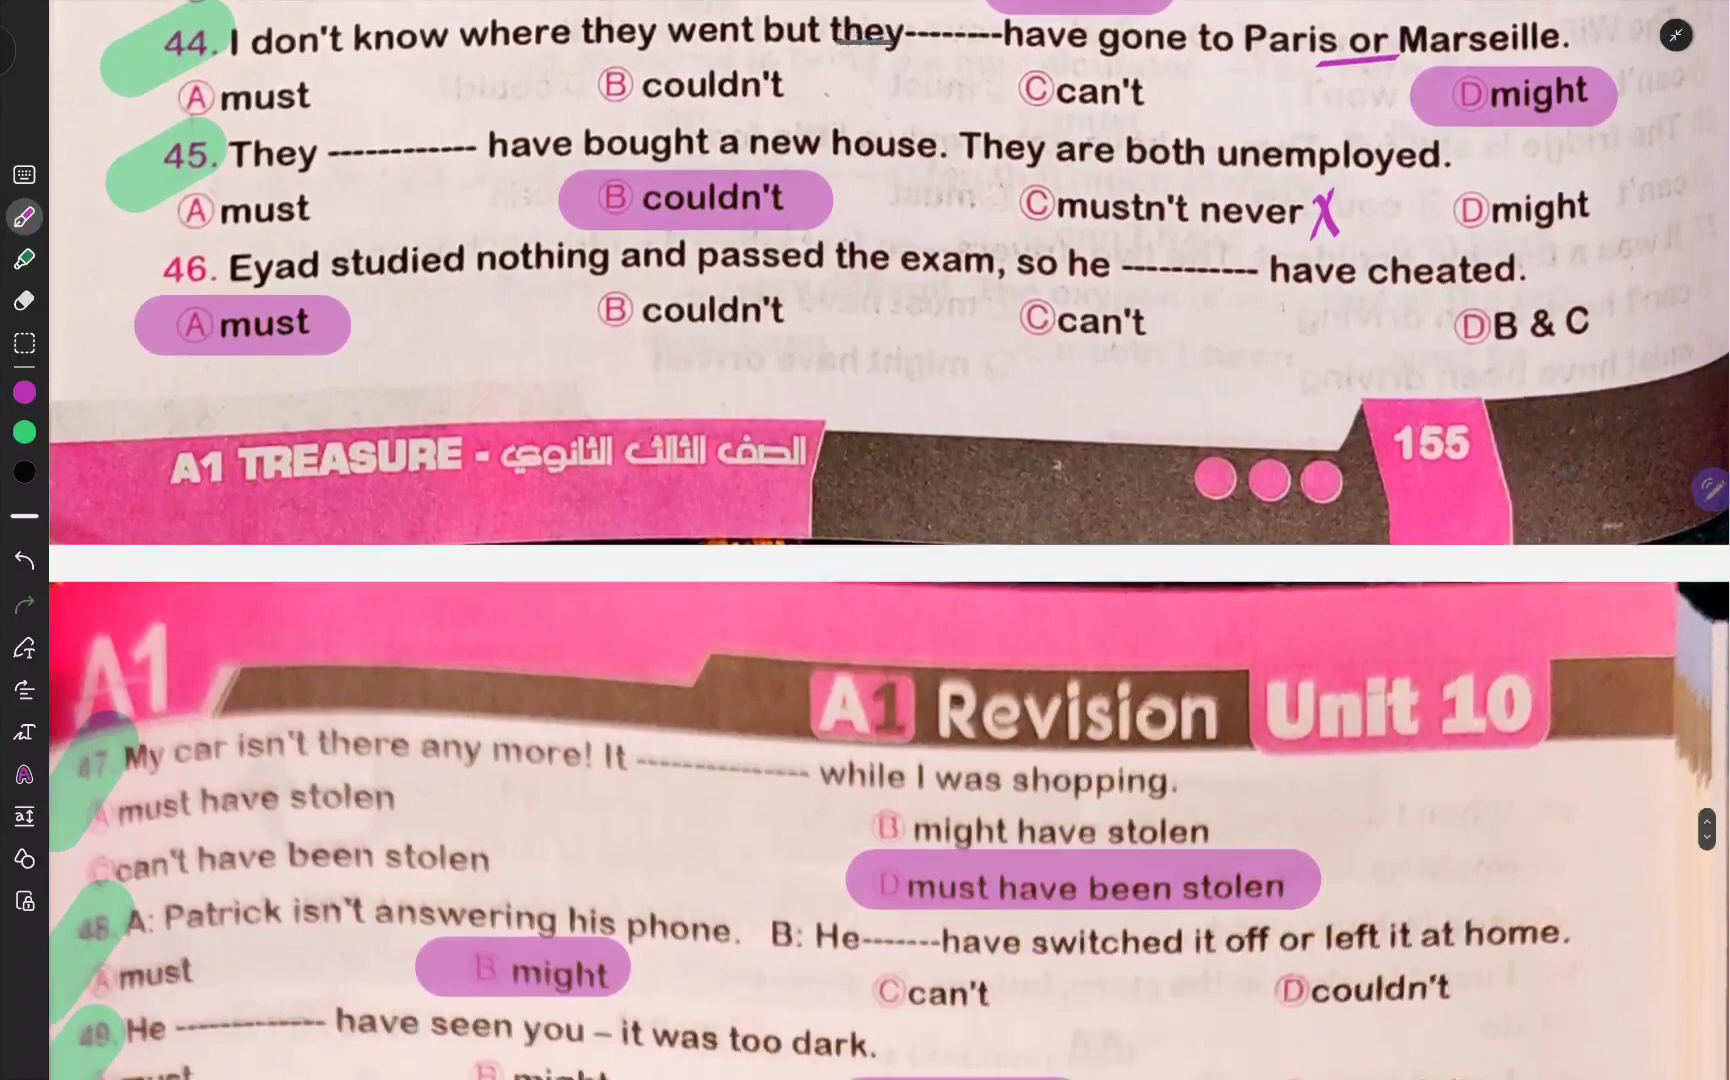 44. I don't know where they went but they--------have gone to Paris or Marseille.
A must B couldn't C can't D might
45. They ------------ have bought a new house. They are both unemployed.
A must B couldn't C mustn't never X D might
46. Eyad studied nothing and passed the exam, so he ----------- have cheated.
A must B couldn't C can't D B & C
A1 TREASURE - الصف الثالث الثانوي 155
A1 A1 Revision Unit 10
47. My car isn't there any more! It --------------- while I was shopping.
A must have stolen B might have stolen
C can't have been stolen D must have been stolen
48. A: Patrick isn't answering his phone. B: He-------have switched it off or left it at home.
A must B might C can't D couldn't
49. He ------------- have seen you – it was too dark.
B might